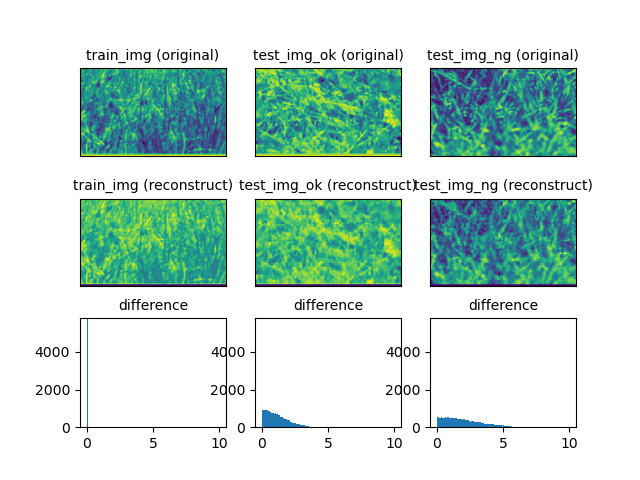 train_img (original) test_img_ok (original) test_img_ng (original)
train_img (reconstruct) test_img_ok (reconstruct) test_img_ng (reconstruct)
difference difference difference
4000 4000 4000
2000 2000 2000
0 0 0
0 5 10 0 5 10 0 5 10